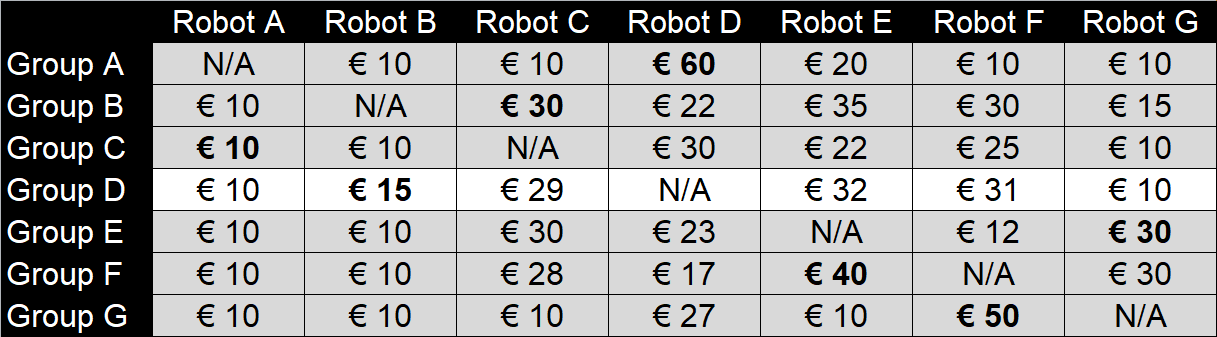 Robot A Robot B Robot C Robot D Robot E Robot F Robot G
Group A N/A € 10 € 10 € 60 € 20 € 10 € 10
Group B € 10 N/A € 30 € 22 € 35 € 30 € 15
Group C € 10 € 10 N/A € 30 € 22 € 25 € 10
Group D € 10 € 15 € 29 N/A € 32 € 31 € 10
Group E € 10 € 10 € 30 € 23 N/A € 12 € 30
Group F € 10 € 10 € 28 € 17 € 40 N/A € 30
Group G € 10 € 10 € 10 € 27 € 10 € 50 N/A